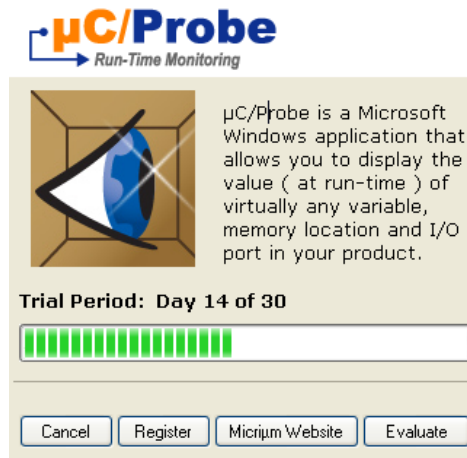 µC/Probe
Run-Time Monitoring
µC/Probe is a Microsoft
Windows application that
allows you to display the
value ( at run-time ) of
virtually any variable,
memory location and I/O
port in your product.
Trial Period: Day 14 of 30
Cancel
Register
Micriµm Website
Evaluate